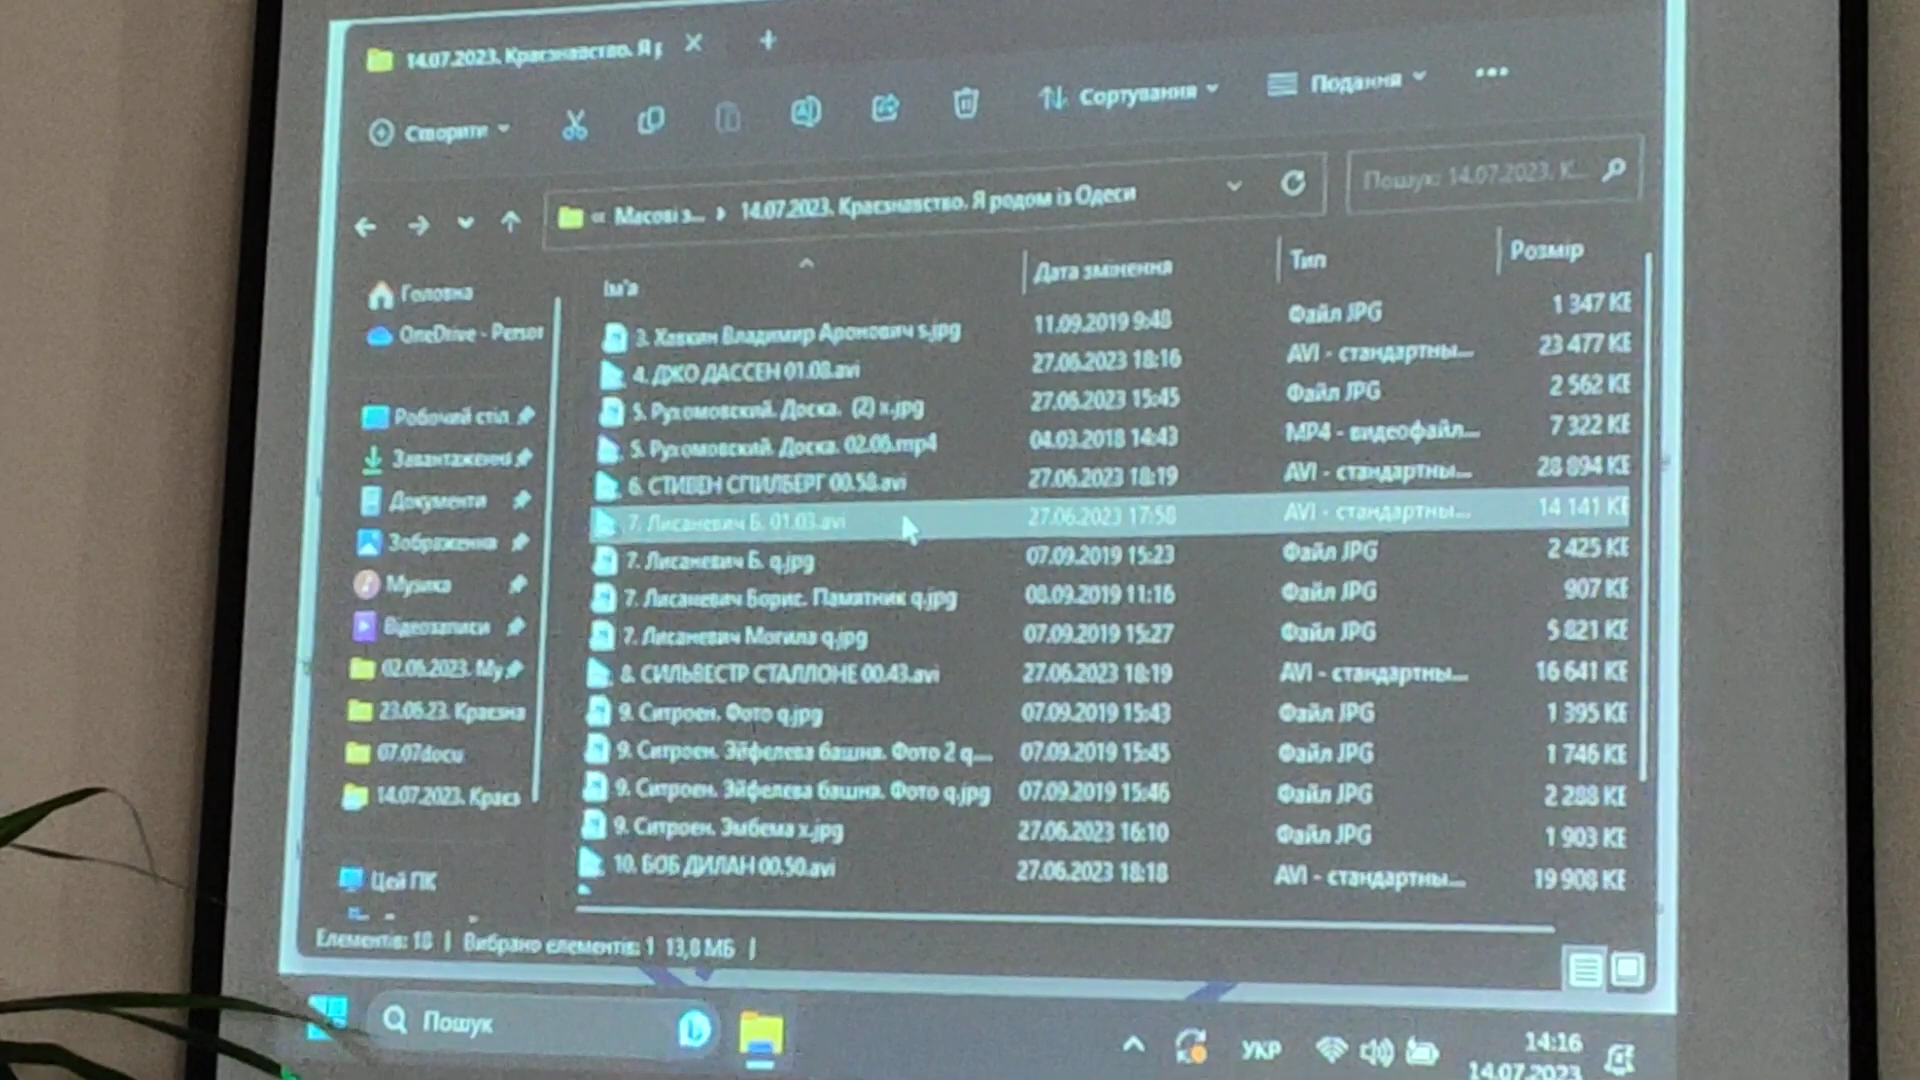 14.07.2023. Краєзнавство. Я р
Створити
Сортування
Подання
Масові з... › 14.07.2023. Краєзнавство. Я родом із Одеси
Пошук: 14.07.2023. К...
Ім'я Дата змінення Тип Розмір
Головна
OneDrive - Person
Робочий стіл
Завантаження
Документи
Зображення
Музика
Відеозаписи
02.06.2023. Му
23.06.23. Краєзна
07.07docu
14.07.2023. Краєз
Цей ПК
3. Хавкин Владимир Аронович s.jpg 11.09.2019 9:48 Файл JPG 1 347 КБ
4. ДЖО ДАССЕН 01.08.avi 27.06.2023 18:16 AVI - стандартны... 23 477 КБ
5. Рухомовский. Доска. (2) x.jpg 27.06.2023 15:45 Файл JPG 2 562 КБ
5. Рухомовский. Доска. 02.06.mp4 04.03.2018 14:43 MP4 - видеофайл... 7 322 КБ
6. СТИВЕН СПИЛБЕРГ 00.58.avi 27.06.2023 18:19 AVI - стандартны... 28 894 КБ
7. Лисаневич Б. 01.03.avi 27.06.2023 17:58 AVI - стандартны... 14 141 КБ
7. Лисаневич Б. q.jpg 07.09.2019 15:23 Файл JPG 2 425 КБ
7. Лисаневич Борис. Памятник q.jpg 08.09.2019 11:16 Файл JPG 907 КБ
7. Лисаневич Могила q.jpg 07.09.2019 15:27 Файл JPG 5 821 КБ
8. СИЛЬВЕСТР СТАЛЛОНЕ 00.43.avi 27.06.2023 18:19 AVI - стандартны... 16 641 КБ
9. Ситроен. Фото q.jpg 07.09.2019 15:43 Файл JPG 1 395 КБ
9. Ситроен. Эйфелева башня. Фото 2 q.... 07.09.2019 15:45 Файл JPG 1 746 КБ
9. Ситроен. Эйфелева башня. Фото q.jpg 07.09.2019 15:46 Файл JPG 2 288 КБ
9. Ситроен. Эмбема x.jpg 27.06.2023 16:10 Файл JPG 1 903 КБ
10. БОБ ДИЛАН 00.50.avi 27.06.2023 18:18 AVI - стандартны... 19 908 КБ
Елементів: 18 | Вибрано елементів: 1 13,8 МБ |
Пошук
УКР
14:16
14.07.2023